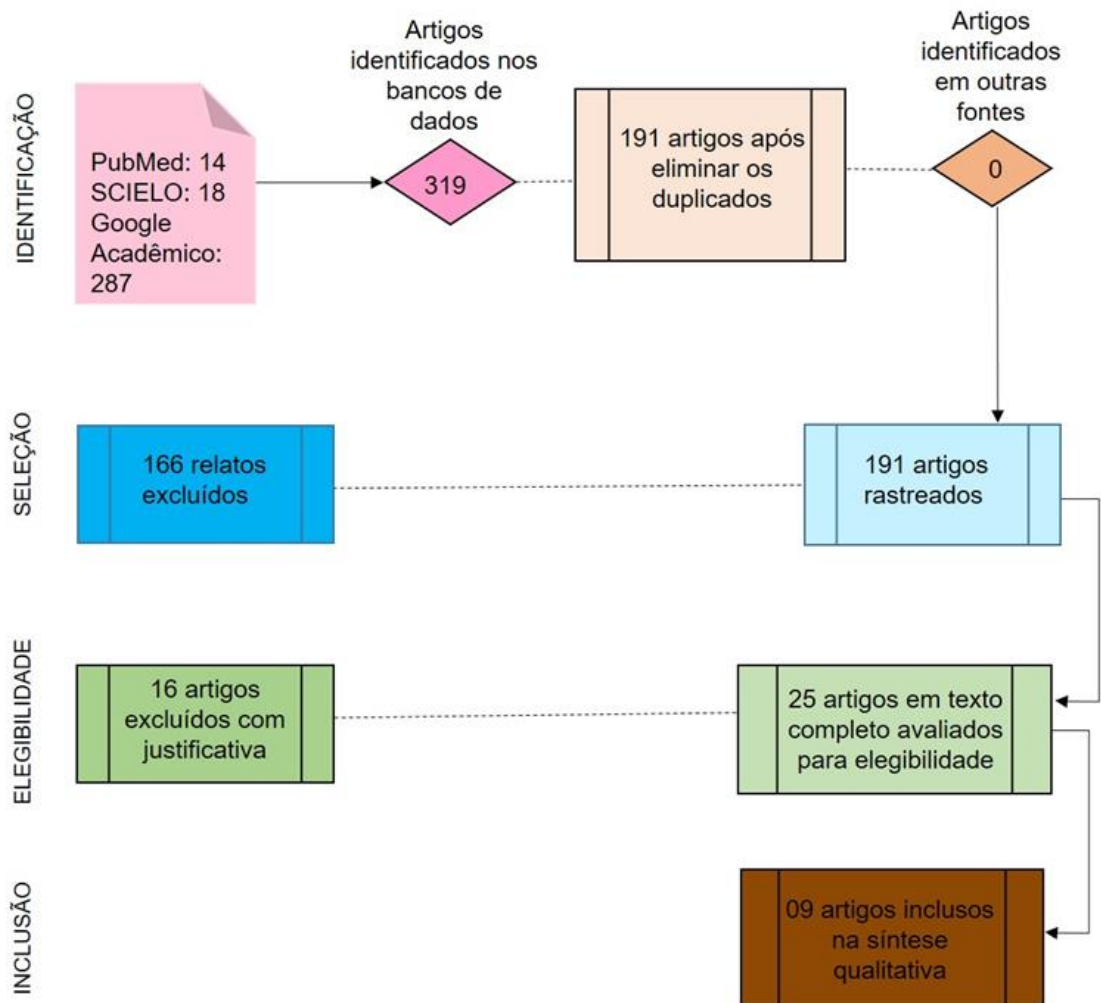 IDENTIFICAÇÃO
PubMed: 14
SCIELO: 18
Google
Acadêmico:
287
Artigos
identificados nos
bancos de
dados
319
191 artigos após
eliminar os
duplicados
Artigos
identificados
em outras
fontes
0
SELEÇÃO
166 relatos
excluídos
191 artigos
rastreados
ELEGIBILIDADE
16 artigos
excluídos com
justificativa
25 artigos em texto
completo avaliados
para elegibilidade
INCLUSÃO
09 artigos inclusos
na síntese
qualitativa